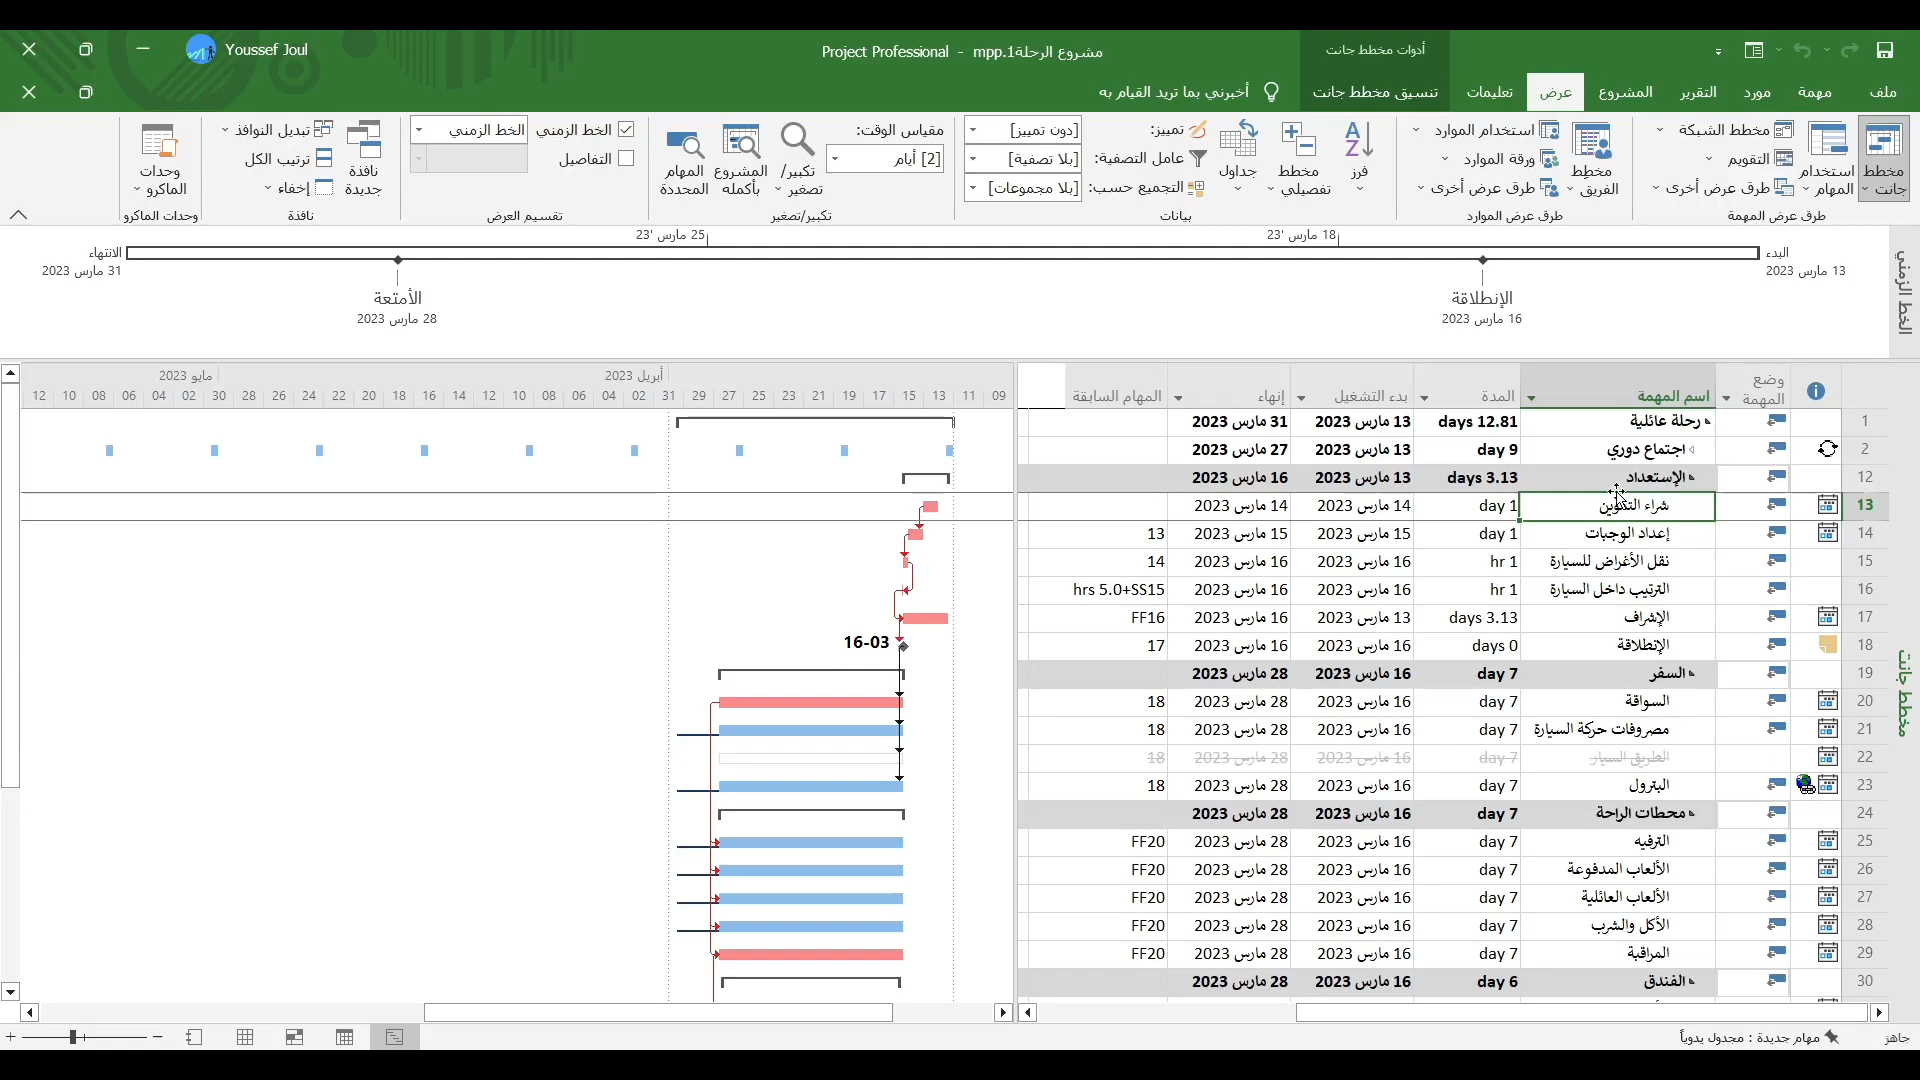 مشروع الرحلة1.mpp - Project Professional
أدوات مخطط جانت
Youssef Joul
ملف
مهمة
مورد
التقرير
المشروع
عرض
تعليمات
تنسيق مخطط جانت
أخبرني بما تريد القيام به
مخطط جانت
استخدام المهام
مخطط الشبكة
التقويم
طرق عرض أخرى
طرق عرض المهمة
مخطط الفريق
استخدام الموارد
ورقة الموارد
طرق عرض أخرى
طرق عرض الموارد
فرز
مخطط تفصيلي
جداول
تمييز: [دون تمييز]
عامل التصفية: [بلا تصفية]
التجميع حسب: [بلا مجموعات]
بيانات
مقياس الوقت:
[2] أيام
تكبير/تصغير
المشروع بأكمله
المهام المحددة
تكبير/تصغير
الخط الزمني الخط الزمني
التفاصيل
تقسيم العرض
نافذة جديدة
تبديل النوافذ
ترتيب الكل
إخفاء
نافذة
وحدات الماكرو
وحدات الماكرو
الخط الزمني
18 مارس '23
25 مارس '23
البدء
13 مارس 2023
الانتهاء
31 مارس 2023
الإنطلاقة
16 مارس 2023
الأمتعة
28 مارس 2023
مخطط جانت
وضع المهمة اسم المهمة المدة بدء التشغيل إنهاء المهام السابقة
1 رحلة عائلية 12.81 days 13 مارس 2023 31 مارس 2023
2 اجتماع دوري 9 day 13 مارس 2023 27 مارس 2023
12 الإستعداد 3.13 days 13 مارس 2023 16 مارس 2023
13 شراء التكوين 1 day 14 مارس 2023 14 مارس 2023
14 إعداد الوجبات 1 day 15 مارس 2023 15 مارس 2023 13
15 نقل الأغراض للسيارة 1 hr 16 مارس 2023 16 مارس 2023 14
16 الترتيب داخل السيارة 1 hr 16 مارس 2023 16 مارس 2023 hrs 5.0+SS15
17 الإشراف 3.13 days 13 مارس 2023 16 مارس 2023 FF16
18 الإنطلاقة 0 days 16 مارس 2023 16 مارس 2023 17
19 السفر 7 day 16 مارس 2023 28 مارس 2023
20 السواقة 7 day 16 مارس 2023 28 مارس 2023 18
21 مصروفات حركة السيارة 7 day 16 مارس 2023 28 مارس 2023 18
22 الطريق السيار 7 day 16 مارس 2023 28 مارس 2023 18
23 البترول 7 day 16 مارس 2023 28 مارس 2023 18
24 محطات الراحة 7 day 16 مارس 2023 28 مارس 2023
25 الترفيه 7 day 16 مارس 2023 28 مارس 2023 FF20
26 الألعاب المدفوعة 7 day 16 مارس 2023 28 مارس 2023 FF20
27 الألعاب العائلية 7 day 16 مارس 2023 28 مارس 2023 FF20
28 الأكل والشرب 7 day 16 مارس 2023 28 مارس 2023 FF20
29 المراقبة 7 day 16 مارس 2023 28 مارس 2023 FF20
30 الفندق 6 day 16 مارس 2023 28 مارس 2023
أبريل 2023
مايو 2023
09 11 13 15 17 19 21 23 25 27 29 31 02 04 06 08 10 12 14 16 18 20 22 24 26 28 30 02 04 06 08 10 12
16-03
جاهز
مهام جديدة : مجدول يدوياً